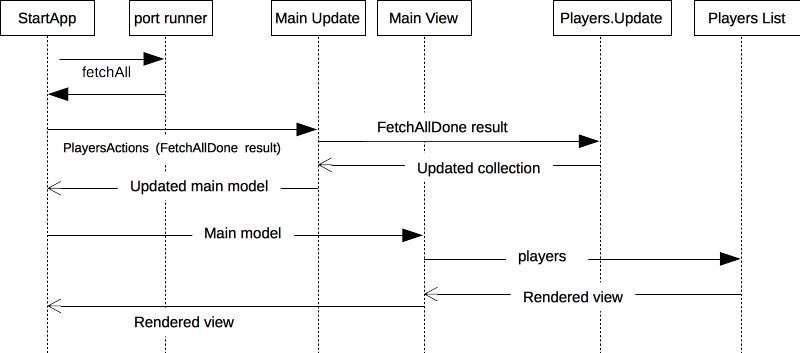 StartApp
port runner
Main Update
Main View
Players.Update
Players List
fetchAll
PlayersActions (FetchAllDone result)
FetchAllDone result
Updated collection
Updated main model
Main model
players
Rendered view
Rendered view